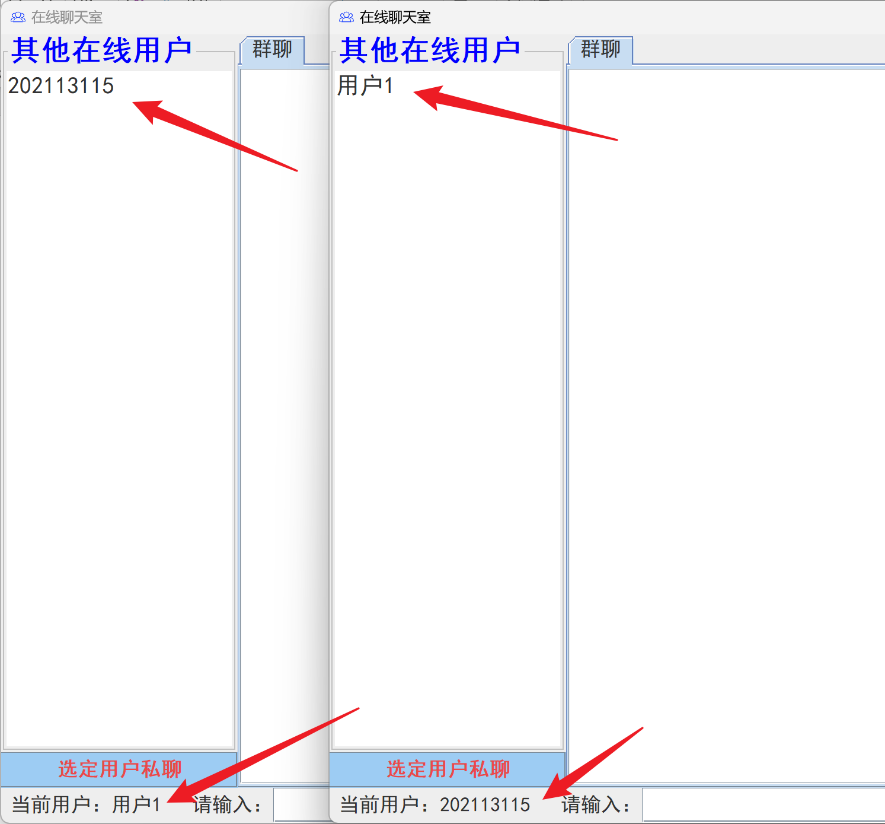 在线聊天室
其他在线用户
群聊
202113115
选定用户私聊
当前用户：用户1
请输入：
在线聊天室
其他在线用户
群聊
用户1
选定用户私聊
当前用户：202113115
请输入：